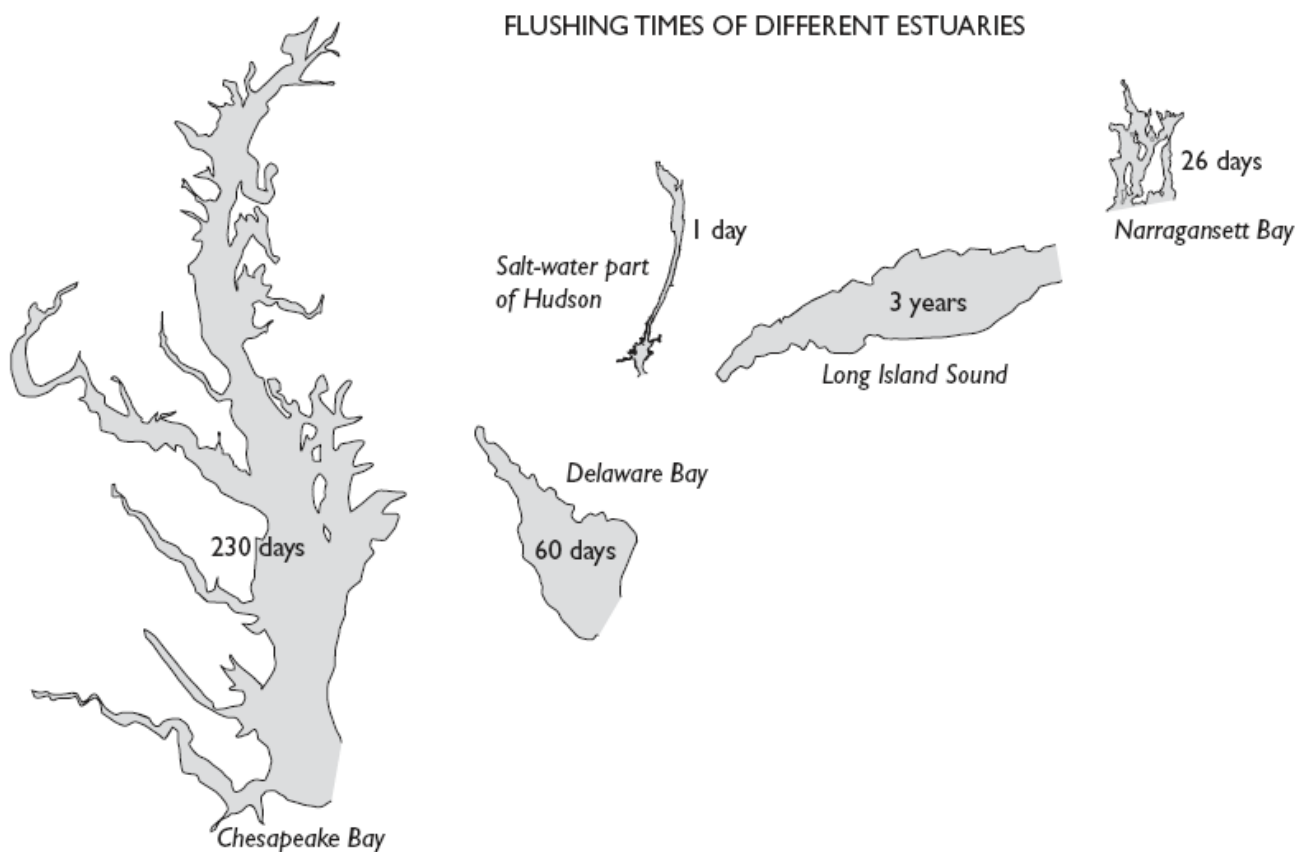 FLUSHING TIMES OF DIFFERENT ESTUARIES
26 days
Narragansett Bay
1 day
Salt-water part
of Hudson
3 years
Long Island Sound
Delaware Bay
60 days
230 days
Chesapeake Bay